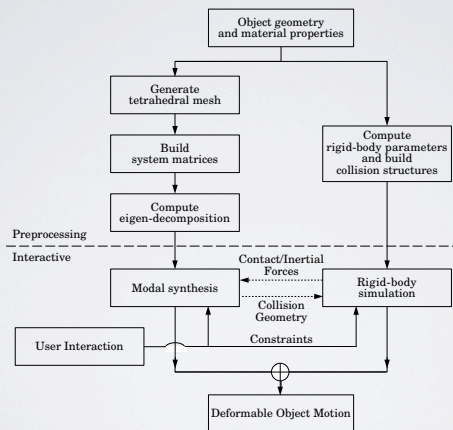 Object geometry
and material properties
Generate
tetrahedral mesh
Build
system matrices
Compute
eigen-decomposition
Compute
rigid-body parameters
and build
collision structures
Preprocessing
Interactive
Contact/Inertial
Forces
Modal synthesis
Rigid-body
simulation
Collision
Geometry
User Interaction
Constraints
Deformable Object Motion